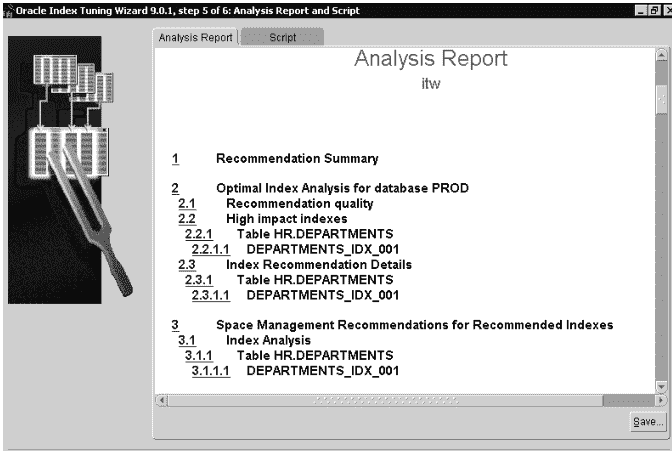 Oracle Index Tuning Wizard 9.0.1, step 5 of 6: Analysis Report and Script
Analysis Report Script
Analysis Report
itw
1 Recommendation Summary
2 Optimal Index Analysis for database PROD
2.1 Recommendation quality
2.2 High impact indexes
2.2.1 Table HR.DEPARTMENTS
2.2.1.1 DEPARTMENTS_IDX_001
2.3 Index Recommendation Details
2.3.1 Table HR.DEPARTMENTS
2.3.1.1 DEPARTMENTS_IDX_001
3 Space Management Recommendations for Recommended Indexes
3.1 Index Analysis
3.1.1 Table HR.DEPARTMENTS
3.1.1.1 DEPARTMENTS_IDX_001
Save...